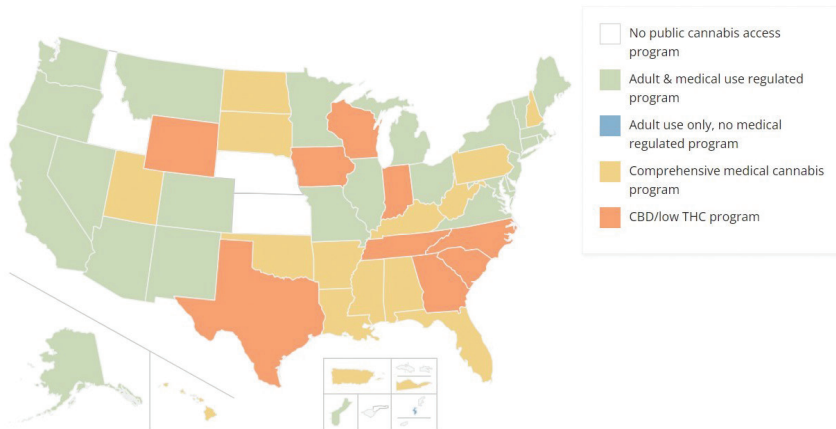 No public cannabis access
program
Adult & medical use regulated
program
Adult use only, no medical
regulated program
Comprehensive medical cannabis
program
CBD/low THC program